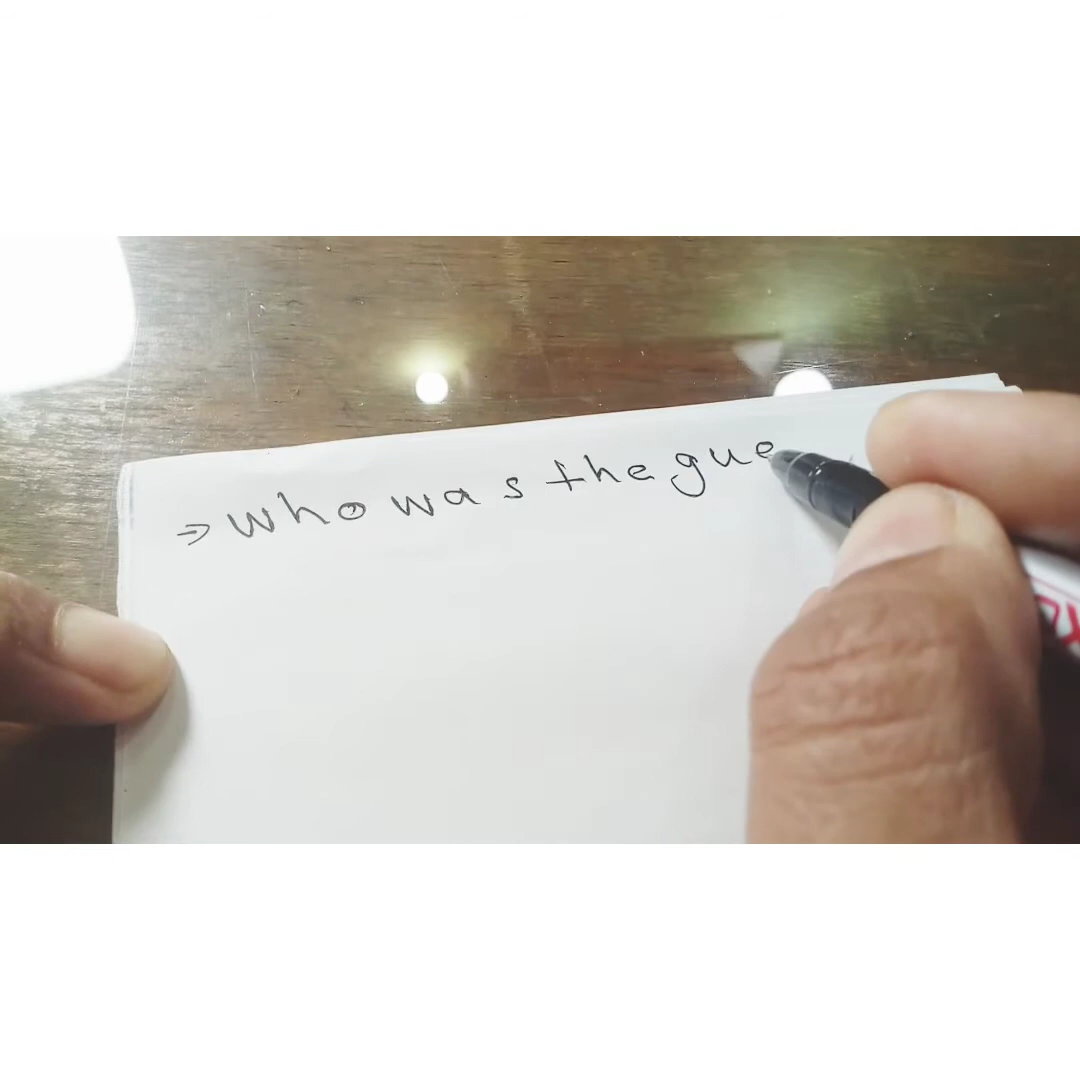 ⇒ who was the gue